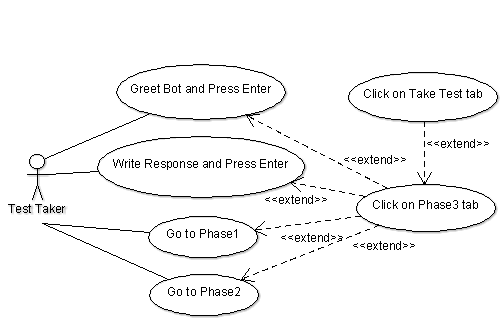 Greet Bot and Press Enter
Click on Take Test tab
<<extend>>
<<extend>>
Write Response and Press Enter
<<extend>>
Click on Phase3 tab
Test Taker
Go to Phase1
<<extend>>
<<extend>>
Go to Phase2